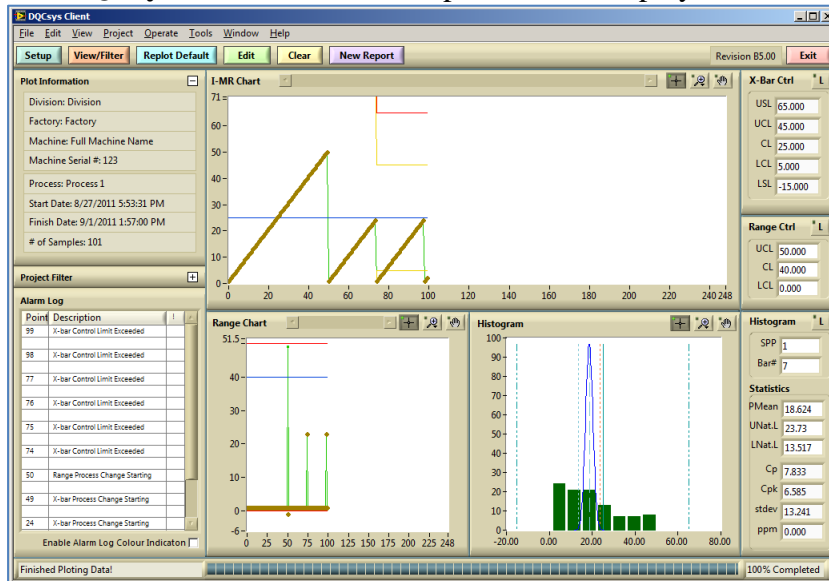 DQCsys Client
File Edit View Project Operate Tools Window Help
Setup View/Filter Replot Default Edit Clear New Report Revision B5.00 Exit
Plot Information
Division: Division
Factory: Factory
Machine: Full Machine Name
Machine Serial #: 123
Process: Process 1
Start Date: 8/27/2011 5:53:31 PM
Finish Date: 9/1/2011 1:57:00 PM
# of Samples: 101
Project Filter
Alarm Log
Point Description
99 X-bar Control Limit Exceeded
98 X-bar Control Limit Exceeded
77 X-bar Control Limit Exceeded
76 X-bar Control Limit Exceeded
75 X-bar Control Limit Exceeded
74 X-bar Control Limit Exceeded
50 Range Process Change Starting
49 X-bar Process Change Starting
24 X-bar Process Change Starting
Enable Alarm Log Colour Indicaton
I-MR Chart
71
60
50
40
30
20
10
0
0 20 40 60 80 100 120 140 160 180 200 220 240 248
Range Chart
51.5
40
30
20
10
0
-6
0 25 50 75 100 125 150 175 200 225 248
Histogram
100
90
80
70
60
50
40
30
20
10
0
-20.00 0.00 20.00 40.00 60.00 80.00
X-Bar Ctrl * L
USL 65.000
UCL 45.000
CL 25.000
LCL 5.000
LSL -15.000
Range Ctrl * L
UCL 50.000
CL 40.000
LCL 0.000
Histogram * L
SPP 1
Bar# 7
Statistics
PMean 18.624
UNat.L 23.73
LNat.L 13.517
Cp 7.833
Cpk 6.585
stdev 13.241
ppm 0.000
Finished Ploting Data! 100% Completed